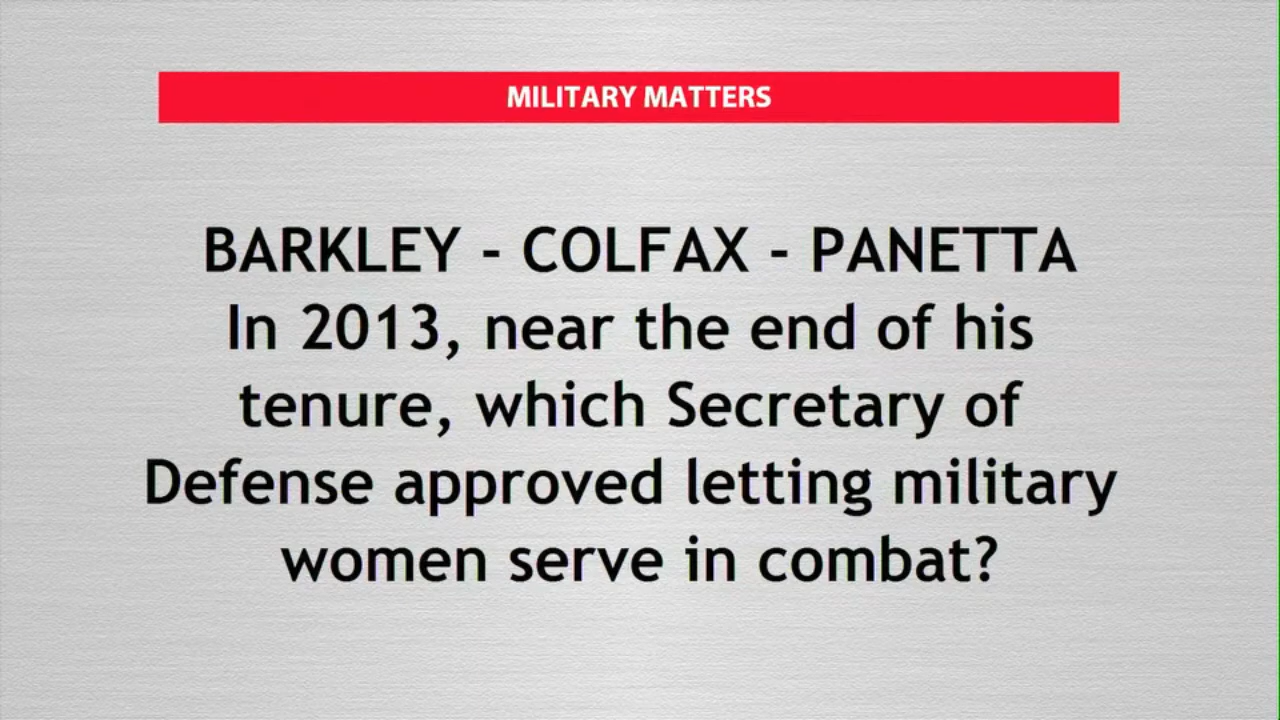 MILITARY MATTERS
BARKLEY - COLFAX - PANETTA
In 2013, near the end of his
tenure, which Secretary of
Defense approved letting military
women serve in combat?